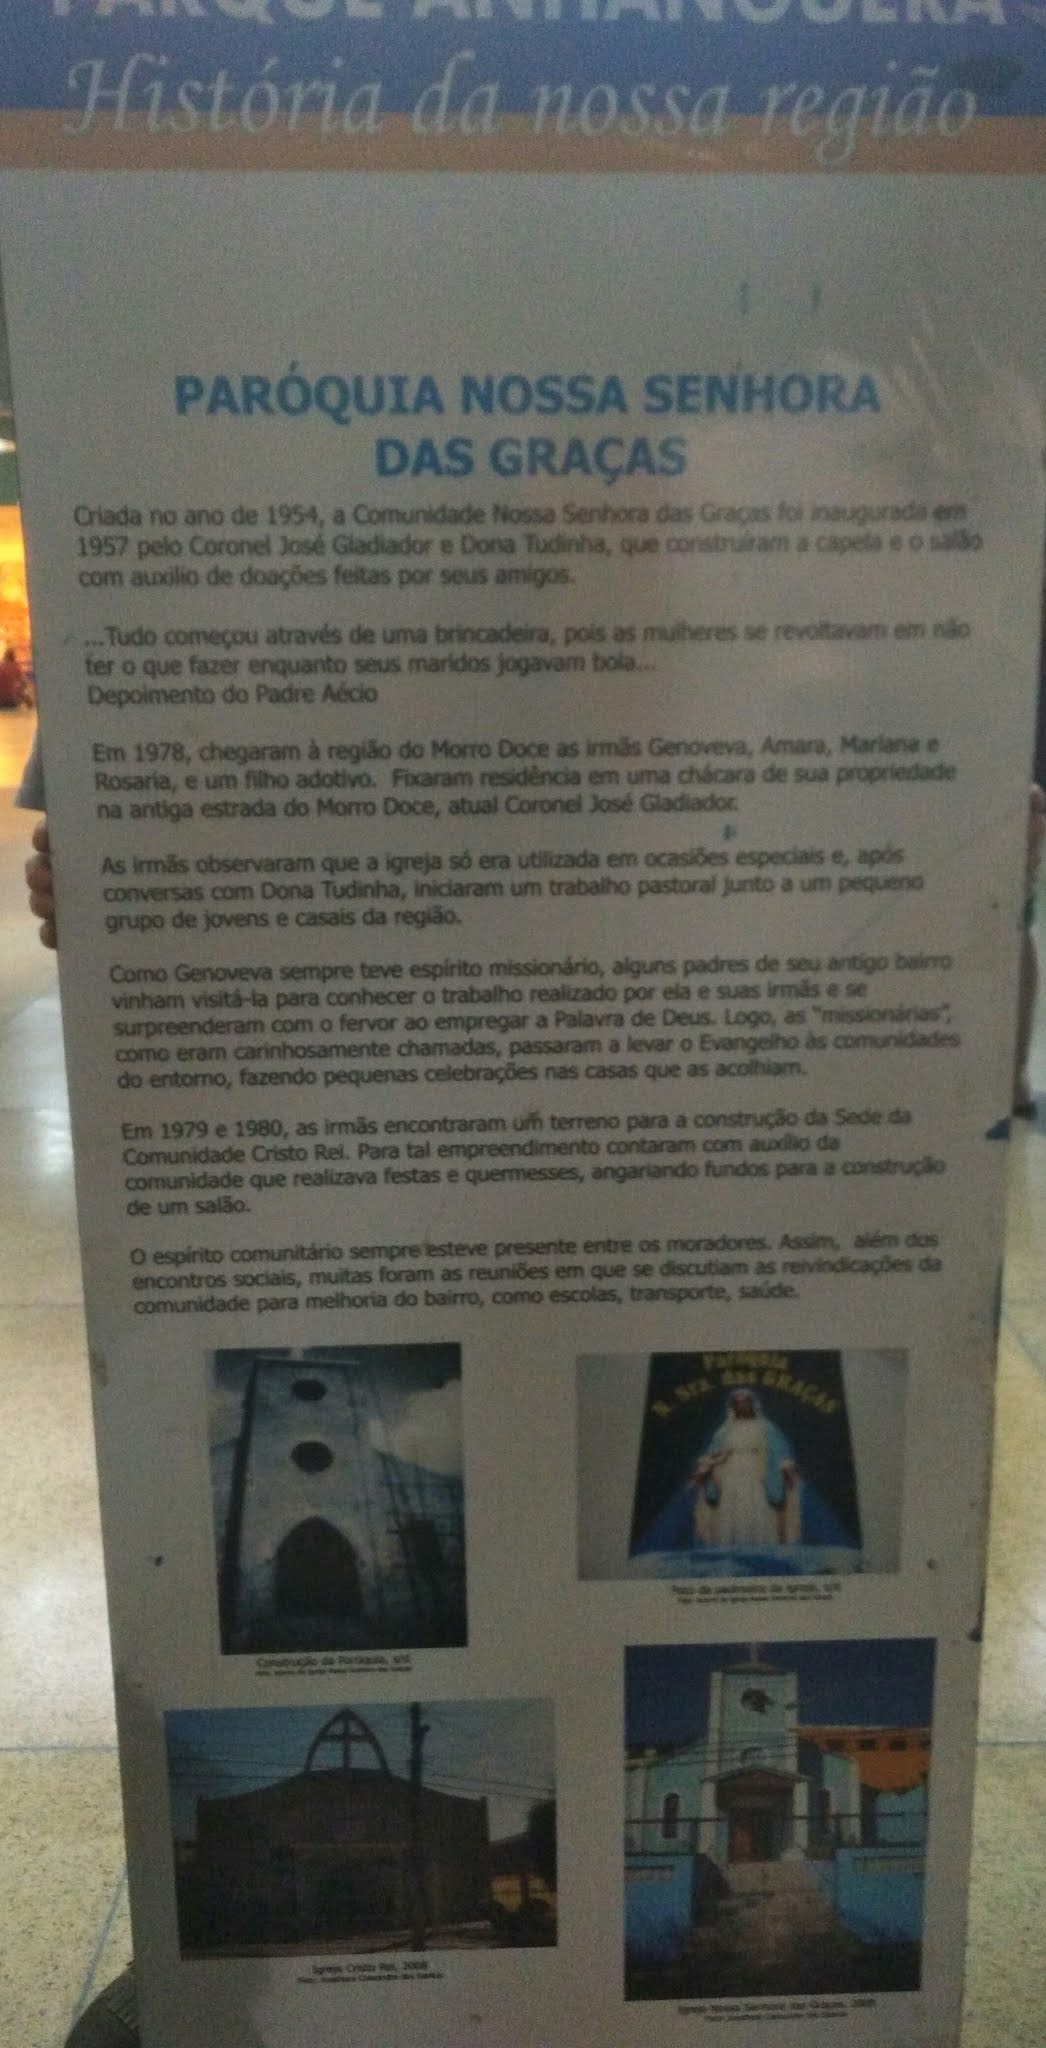 PARQUE ANHANGUERA
História da nossa região
PARÓQUIA NOSSA SENHORA
DAS GRAÇAS
Criada no ano de 1954, a Comunidade Nossa Senhora das Graças foi inaugurada em
1957 pelo Coronel José Gladiador e Dona Tudinha, que construíram a capela e o salão
com auxilio de doações feitas por seus amigos.
...Tudo começou através de uma brincadeira, pois as mulheres se revoltavam em não
ter o que fazer enquanto seus maridos jogavam bola...
Depoimento do Padre Aécio
Em 1978, chegaram à região do Morro Doce as irmãs Genoveva, Amara, Mariana e
Rosaria, e um filho adotivo. Fixaram residência em uma chácara de sua propriedade
na antiga estrada do Morro Doce, atual Coronel José Gladiador.
As irmãs observaram que a igreja só era utilizada em ocasiões especiais e, após
conversas com Dona Tudinha, iniciaram um trabalho pastoral junto a um pequeno
grupo de jovens e casais da região.
Como Genoveva sempre teve espírito missionário, alguns padres de seu antigo bairro
vinham visitá-la para conhecer o trabalho realizado por ela e suas irmãs e se
surpreenderam com o fervor ao empregar a Palavra de Deus. Logo, as "missionárias",
como eram carinhosamente chamadas, passaram a levar o Evangelho às comunidades
do entorno, fazendo pequenas celebrações nas casas que as acolhiam.
Em 1979 e 1980, as irmãs encontraram um terreno para a construção da Sede da
Comunidade Cristo Rei. Para tal empreendimento contaram com auxílio da
comunidade que realizava festas e quermesses, angariando fundos para a construção
de um salão.
O espírito comunitário sempre esteve presente entre os moradores. Assim, além dos
encontros sociais, muitas foram as reuniões em que se discutiam as reivindicações da
comunidade para melhoria do bairro, como escolas, transporte, saúde.
Paróquia
N. Sra. das GRAÇAS
Construção da Paróquia, s/d
Igreja Cristo Rei, 2008
Igreja Nossa Senhora das Graças,